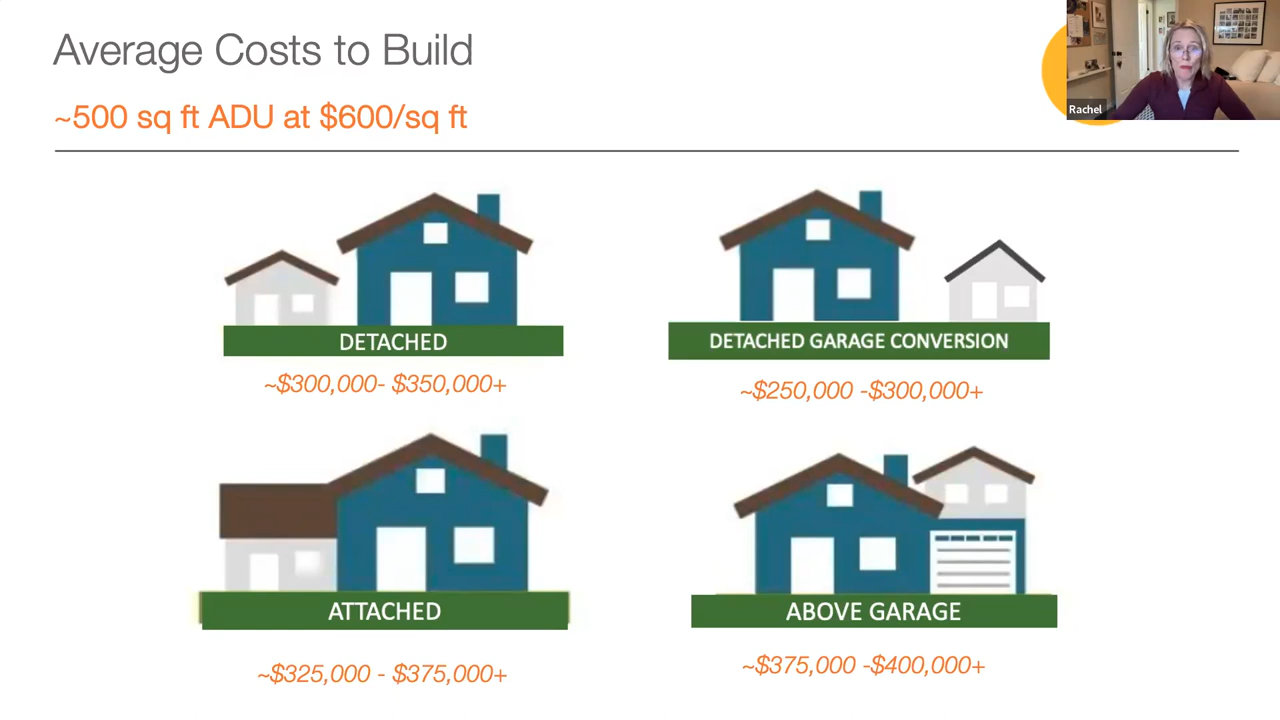 Average Costs to Build
~500 sq ft ADU at $600/sq ft
Rachel
DETACHED
~$300,000- $350,000+
DETACHED GARAGE CONVERSION
~$250,000 -$300,000+
ATTACHED
~$325,000 - $375,000+
ABOVE GARAGE
~$375,000 -$400,000+